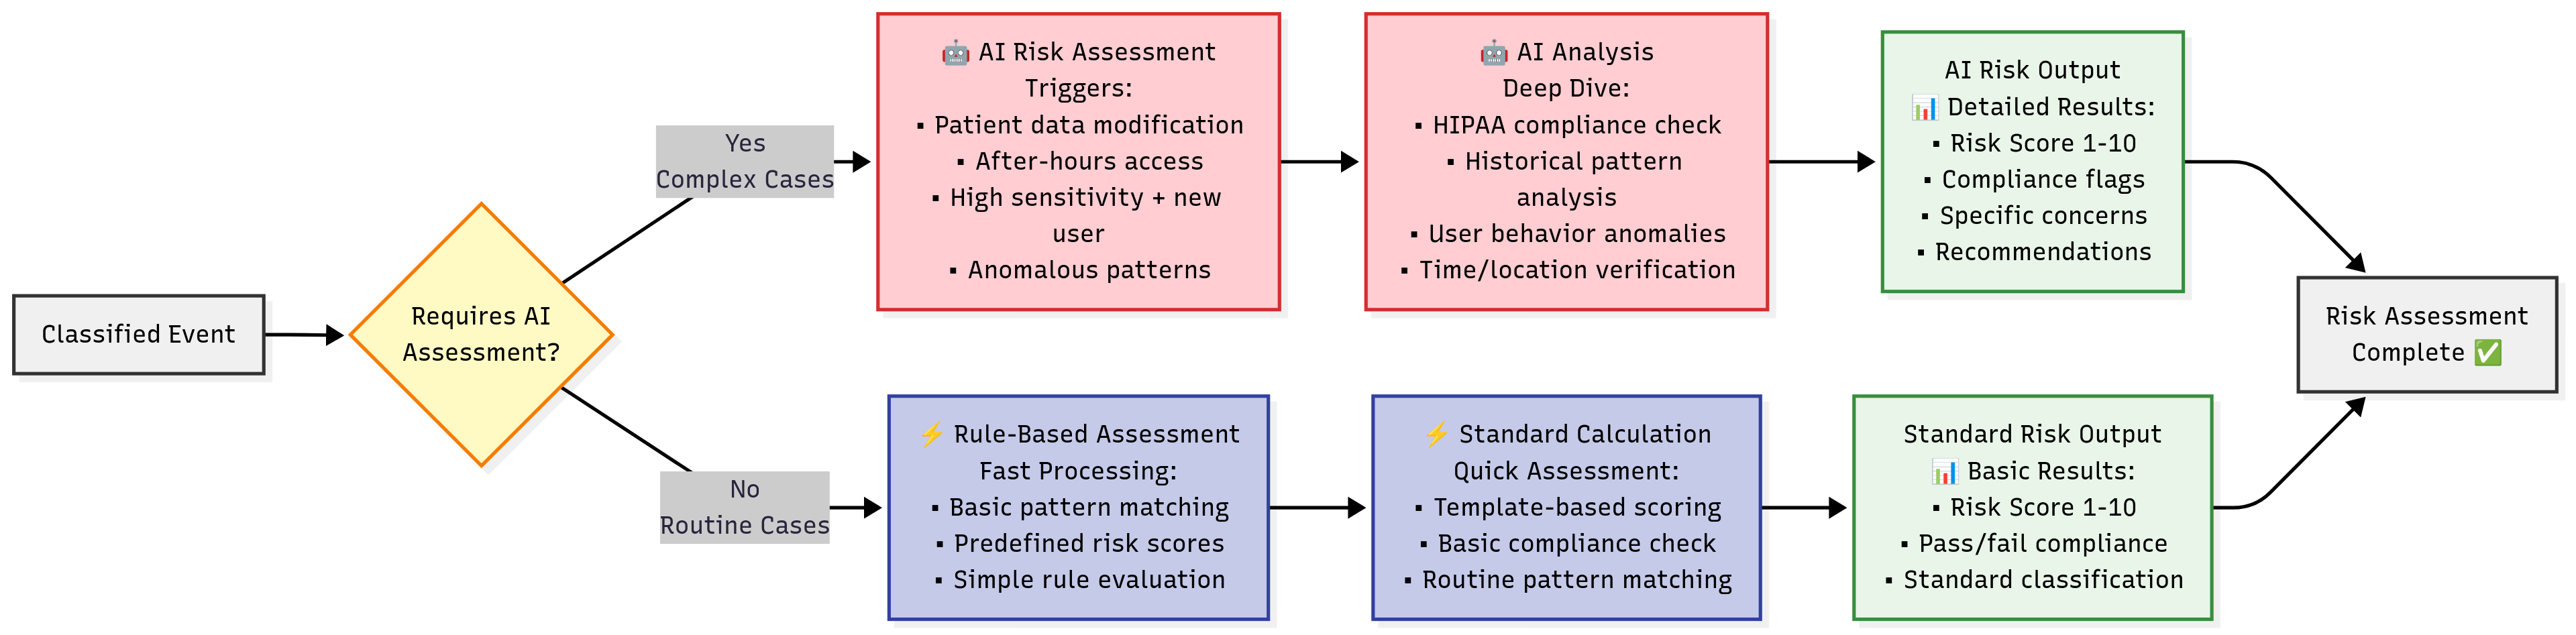 Classified Event
Requires AI
Assessment?
Yes
Complex Cases
🤖 AI Risk Assessment
Triggers:
▪ Patient data modification
▪ After-hours access
▪ High sensitivity + new
user
▪ Anomalous patterns
🤖 AI Analysis
Deep Dive:
▪ HIPAA compliance check
▪ Historical pattern
analysis
▪ User behavior anomalies
▪ Time/location verification
AI Risk Output
📊 Detailed Results:
▪ Risk Score 1-10
▪ Compliance flags
▪ Specific concerns
▪ Recommendations
No
Routine Cases
⚡ Rule-Based Assessment
Fast Processing:
▪ Basic pattern matching
▪ Predefined risk scores
▪ Simple rule evaluation
⚡ Standard Calculation
Quick Assessment:
▪ Template-based scoring
▪ Basic compliance check
▪ Routine pattern matching
Standard Risk Output
📊 Basic Results:
▪ Risk Score 1-10
▪ Pass/fail compliance
▪ Standard classification
Risk Assessment
Complete ✅